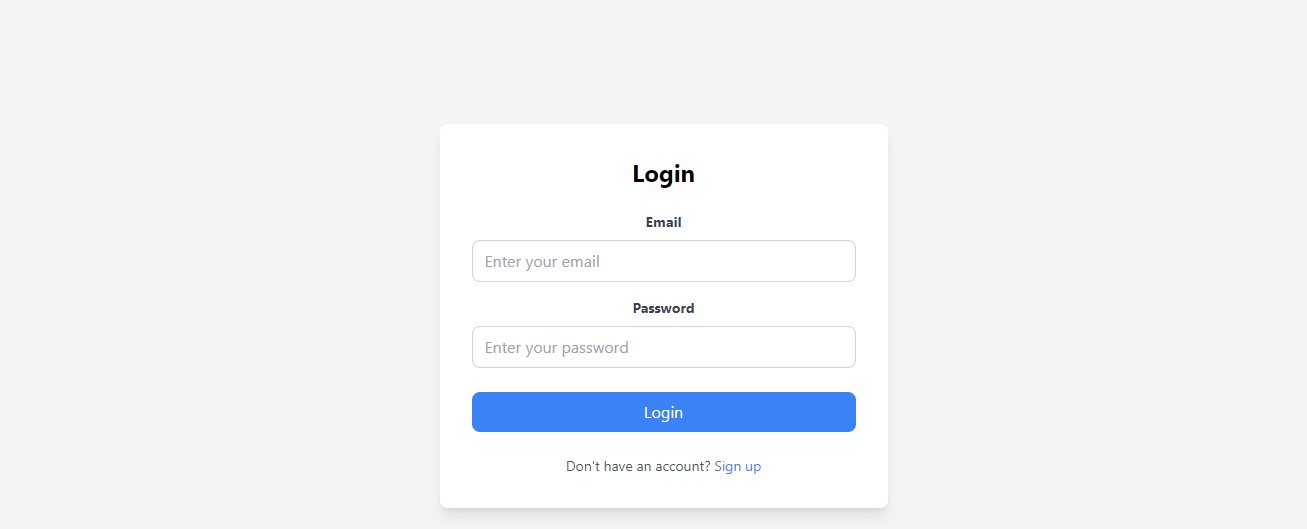 Login
Email
Enter your email
Password
Enter your password
Login
Don't have an account? Sign up